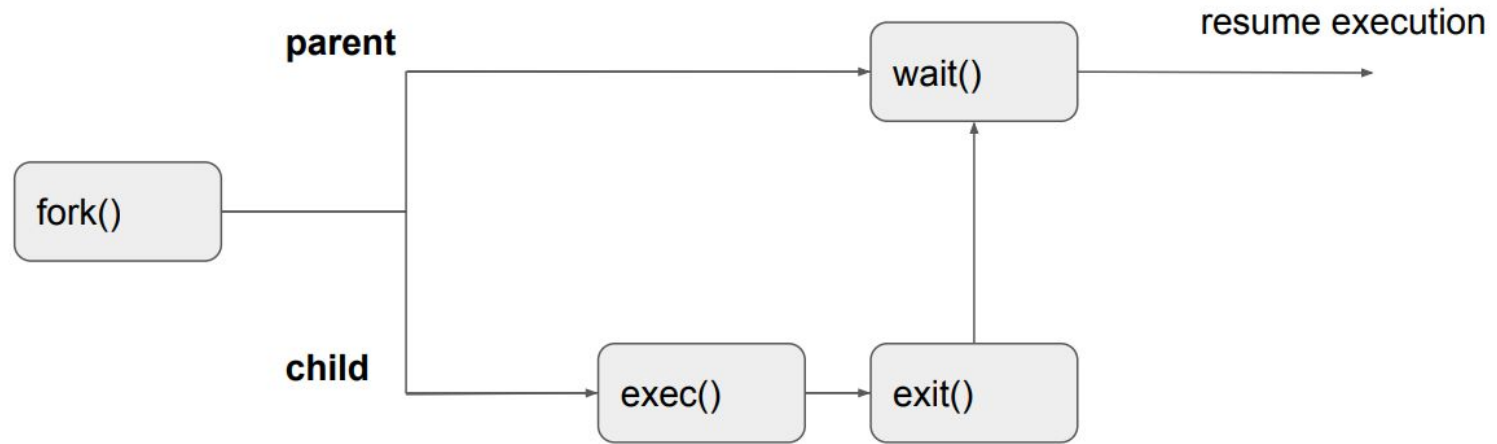 resume execution
parent
wait()
fork()
child
exec()
exit()